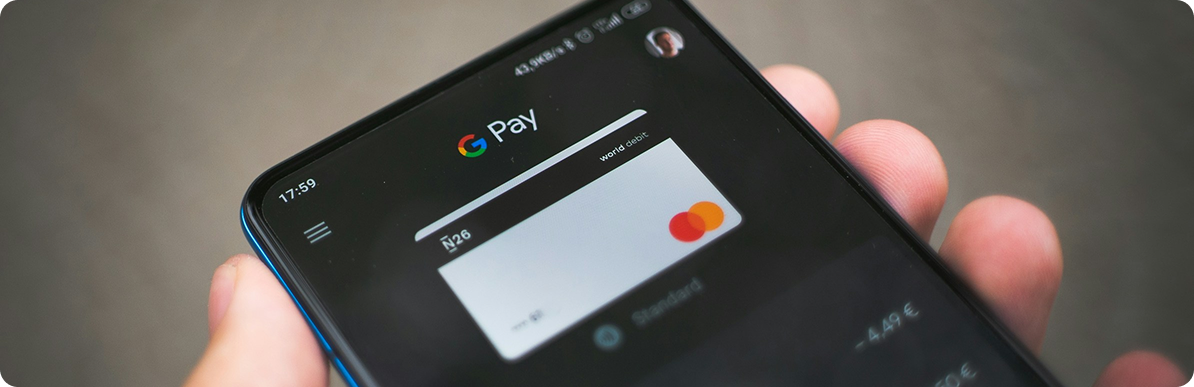 43,9KB/s
17:59
G Pay
world debit
N26
Standard
- 4,49 €